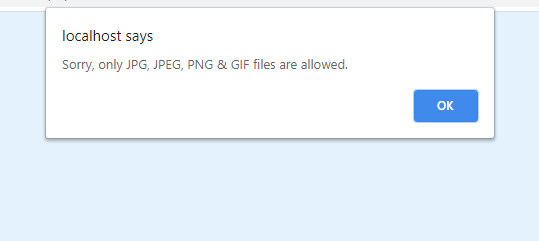 localhost says
Sorry, only JPG, JPEG, PNG & GIF files are allowed.
OK